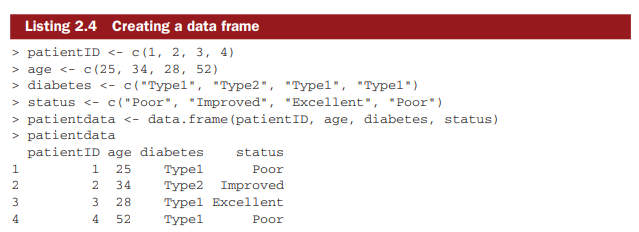 Listing 2.4 Creating a data frame
> patientID <- c(1, 2, 3, 4)
> age <- c(25, 34, 28, 52)
> diabetes <- c("Type1", "Type2", "Type1", "Type1")
> status <- c("Poor", "Improved", "Excellent", "Poor")
> patientdata <- data.frame(patientID, age, diabetes, status)
> patientdata
  patientID age diabetes    status
1         1  25    Type1      Poor
2         2  34    Type2  Improved
3         3  28    Type1 Excellent
4         4  52    Type1      Poor